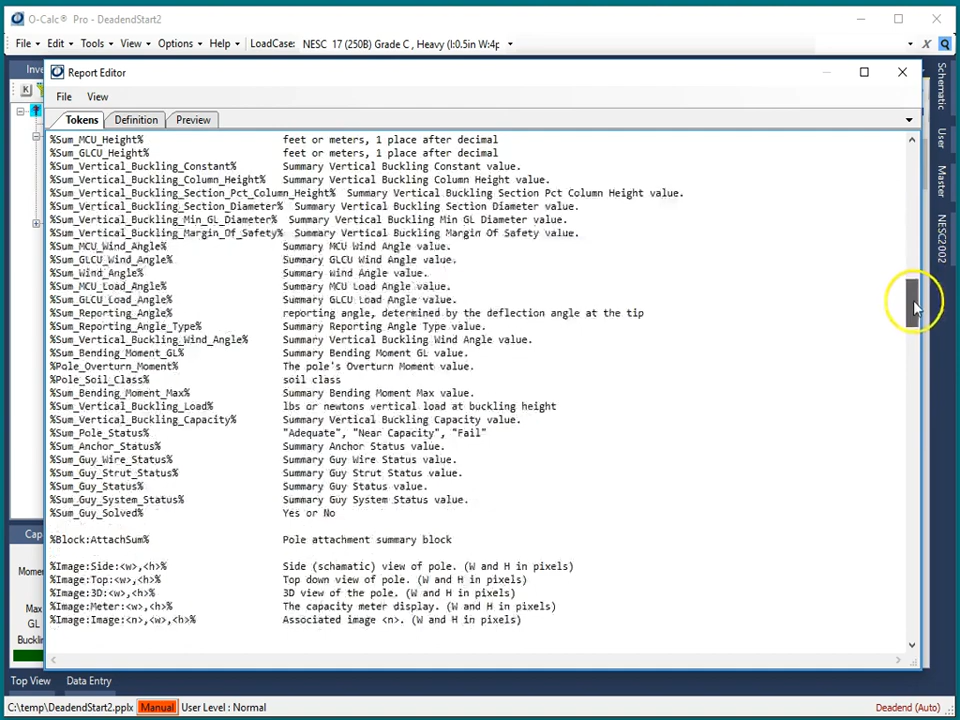 O-Calc® Pro - DeadendStart2
File Edit Tools View Options Help LoadCase: NESC 17 (250B) Grade C , Heavy (I:0.5in W:4p
Inve
Report Editor
File View
Tokens Definition Preview
%Sum_MCU_Height% feet or meters, 1 place after decimal
%Sum_GLCU_Height% feet or meters, 1 place after decimal
%Sum_Vertical_Buckling_Constant% Summary Vertical Buckling Constant value.
%Sum_Vertical_Buckling_Column_Height% Summary Vertical Buckling Column Height value.
%Sum_Vertical_Buckling_Section_Pct_Column_Height% Summary Vertical Buckling Section Pct Column Height value.
%Sum_Vertical_Buckling_Section_Diameter% Summary Vertical Buckling Section Diameter value.
%Sum_Vertical_Buckling_Min_GL_Diameter% Summary Vertical Buckling Min GL Diameter value.
%Sum_Vertical_Buckling_Margin_Of_Safety% Summary Vertical Buckling Margin Of Safety value.
%Sum_MCU_Wind_Angle% Summary MCU Wind Angle value.
%Sum_GLCU_Wind_Angle% Summary GLCU Wind Angle value.
%Sum_Wind_Angle% Summary Wind Angle value.
%Sum_MCU_Load_Angle% Summary MCU Load Angle value.
%Sum_GLCU_Load_Angle% Summary GLCU Load Angle value.
%Sum_Reporting_Angle% reporting angle, determined by the deflection angle at the tip
%Sum_Reporting_Angle_Type% Summary Reporting Angle Type value.
%Sum_Vertical_Buckling_Wind_Angle% Summary Vertical Buckling Wind Angle value.
%Sum_Bending_Moment_GL% Summary Bending Moment GL value.
%Pole_Overturn_Moment% The pole's Overturn Moment value.
%Pole_Soil_Class% soil class
%Sum_Bending_Moment_Max% Summary Bending Moment Max value.
%Sum_Vertical_Buckling_Load% lbs or newtons vertical load at buckling height
%Sum_Vertical_Buckling_Capacity% Summary Vertical Buckling Capacity value.
%Sum_Pole_Status% "Adequate", "Near Capacity", "Fail"
%Sum_Anchor_Status% Summary Anchor Status value.
%Sum_Guy_Wire_Status% Summary Guy Wire Status value.
%Sum_Guy_Strut_Status% Summary Guy Strut Status value.
%Sum_Guy_Status% Summary Guy Status value.
%Sum_Guy_System_Status% Summary Guy System Status value.
%Sum_Guy_Solved% Yes or No
%Block:AttachSum% Pole attachment summary block
%Image:Side:<w>,<h>% Side (schamatic) view of pole. (W and H in pixels)
%Image:Top:<w>,<h>% Top down view of pole. (W and H in pixels)
%Image:3D:<w>,<h>% 3D view of the pole. (W and H in pixels)
%Image:Meter:<w>,<h>% The capacity meter display. (W and H in pixels)
%Image:Image:<n>,<w>,<h>% Associated image <n>. (W and H in pixels)
Schematic
User
Master
NESC2002
Cap
Mome
Max
GL
Bucklin
Top View Data Entry
C:\temp\DeadendStart2.pplx Manual User Level : Normal Deadend (Auto)